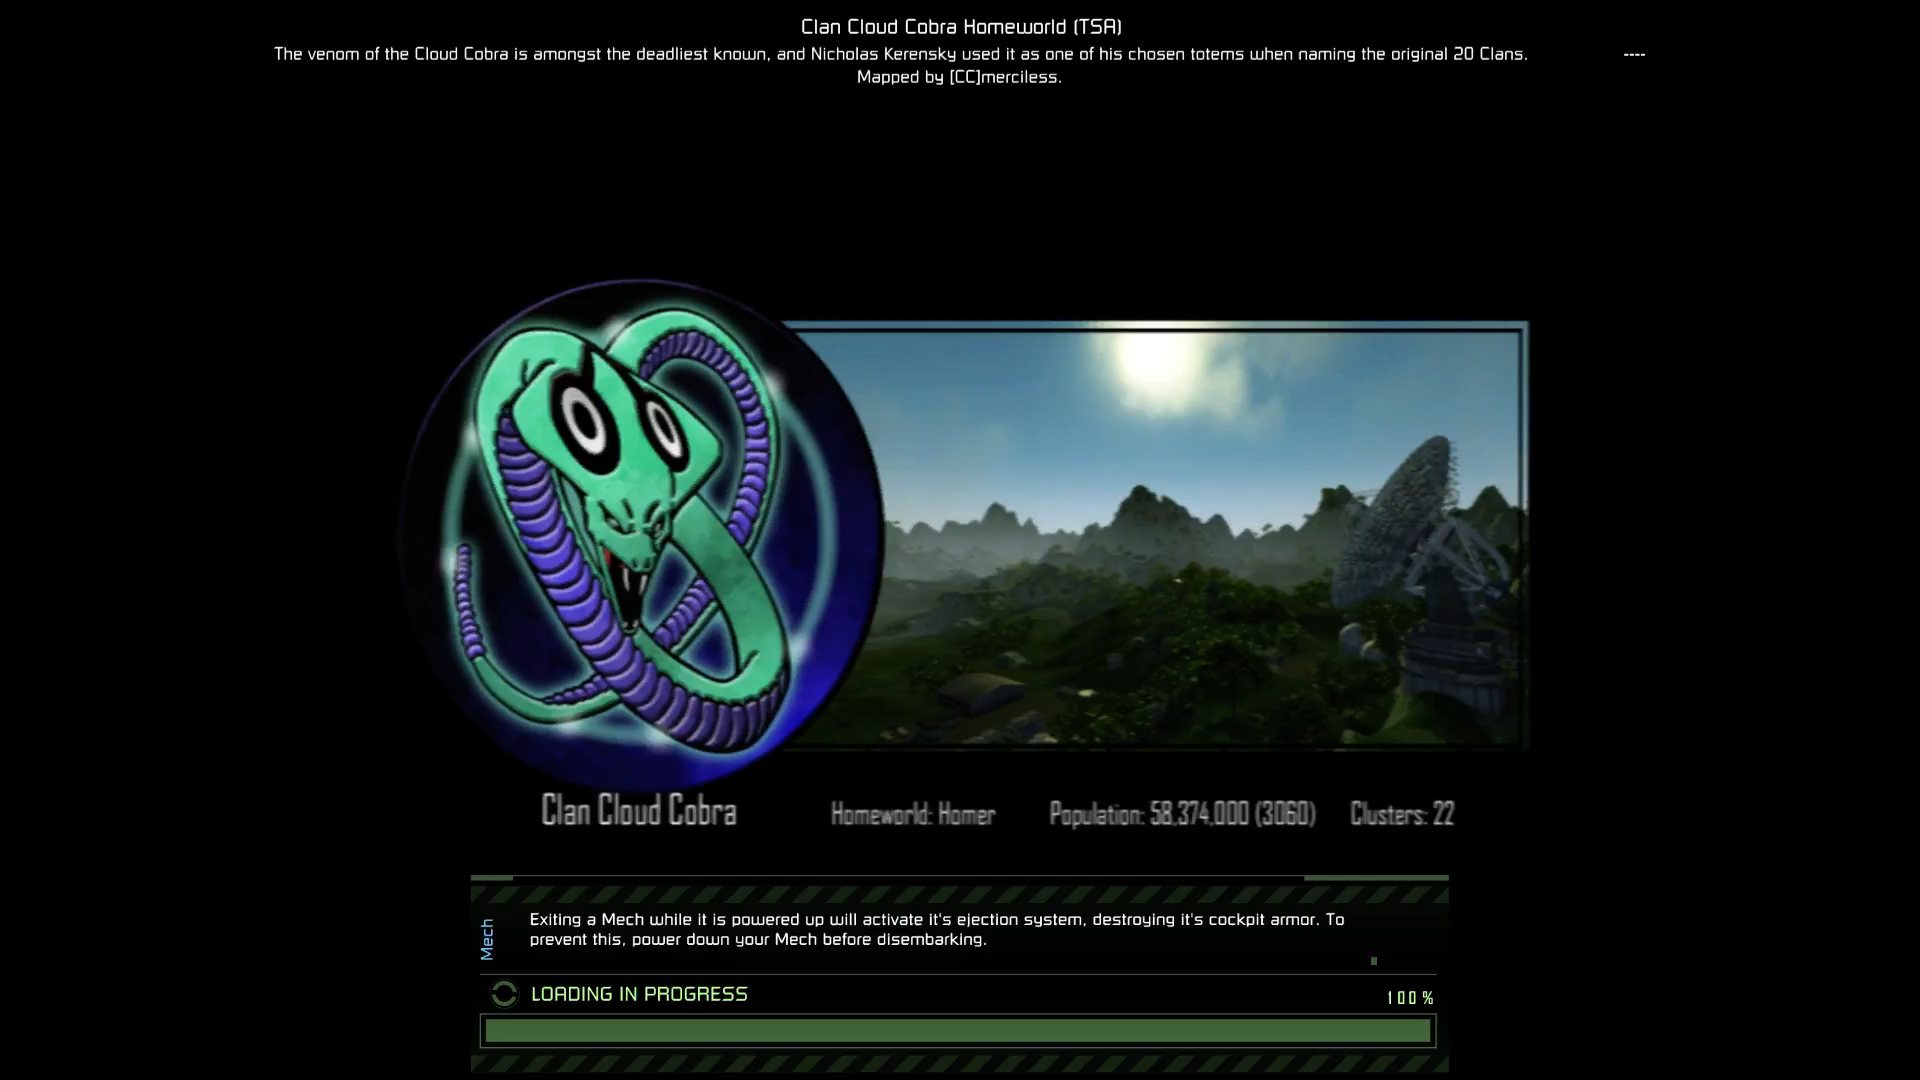 Clan Cloud Cobra Homeworld (TSA)
The venom of the Cloud Cobra is amongst the deadliest known, and Nicholas Kerensky used it as one of his chosen totems when naming the original 20 Clans. ----
Mapped by [CC]merciless.
Clan Cloud Cobra
Homeworld: Homer
Population: 58,374,000 (3060)
Clusters: 22
Mech
Exiting a Mech while it is powered up will activate it's ejection system, destroying it's cockpit armor. To
prevent this, power down your Mech before disembarking.
LOADING IN PROGRESS
100%